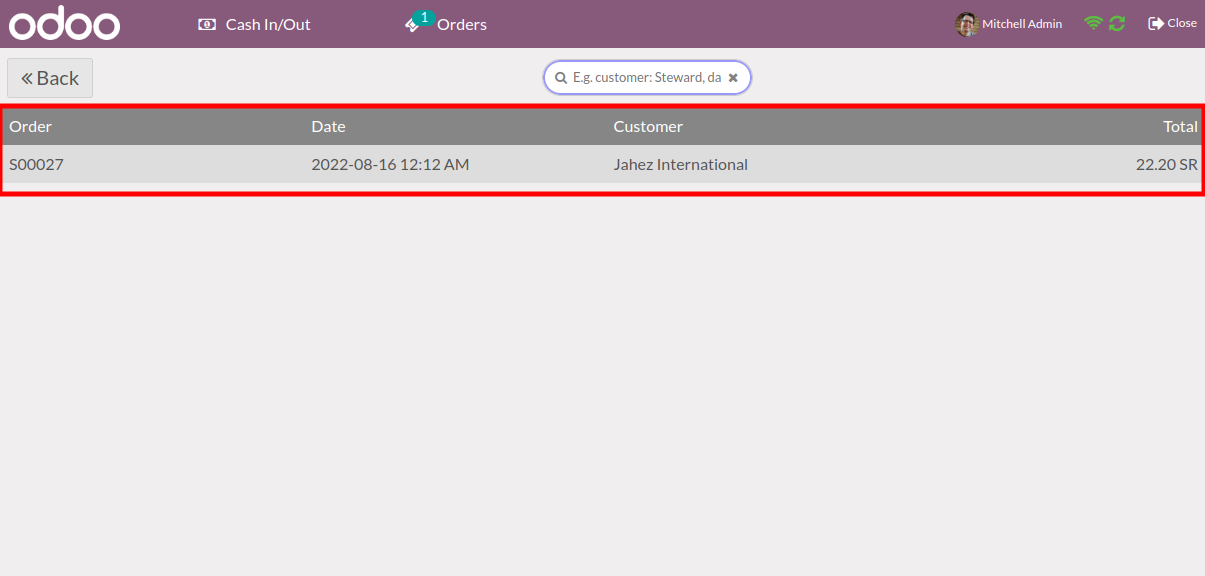 odoo Cash In/Out 1 Orders Mitchell Admin Close
Back E.g. customer: Steward, da
Order Date Customer Total
S00027 2022-08-16 12:12 AM Jahez International 22.20 SR